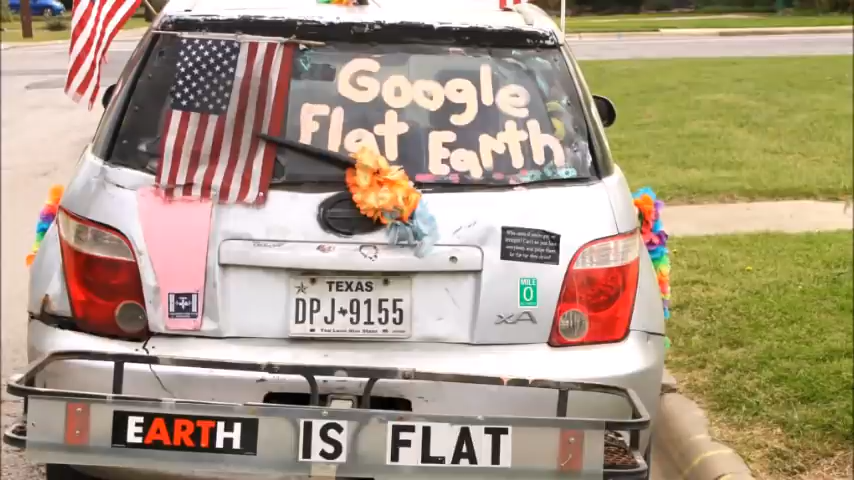 Google
Flat Earth
TEXAS
DPJ★9155
The Lone Star State
MILE
0
xA
EARTH IS FLAT